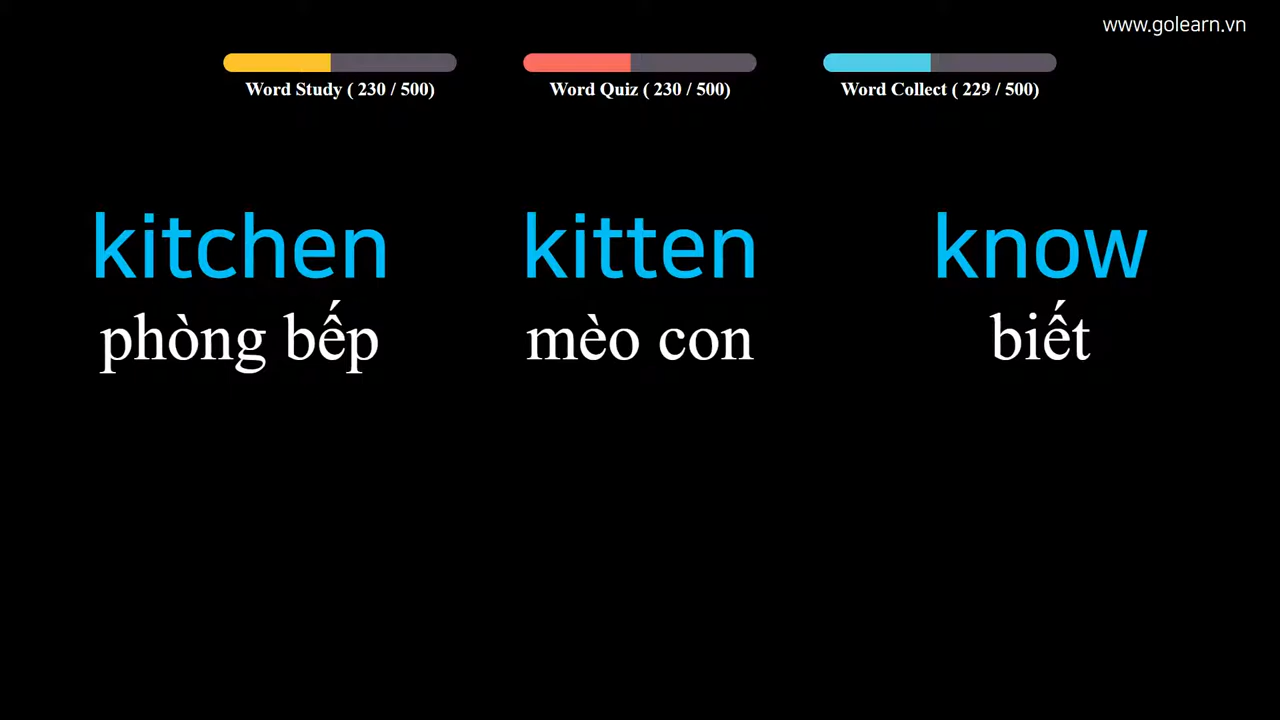 www.golearn.vn
Word Study ( 230 / 500)
Word Quiz ( 230 / 500)
Word Collect ( 229 / 500)
kitchen
phòng bếp
kitten
mèo con
know
biết